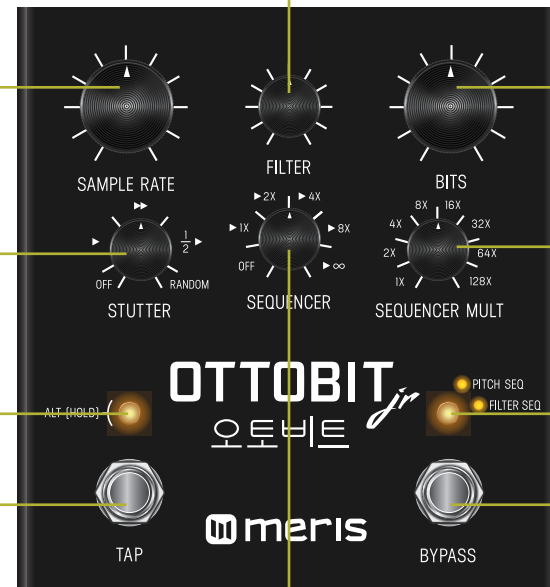 SAMPLE RATE
FILTER
BITS
OFF
▶
▶▶
1/2 ▶
RANDOM
STUTTER
OFF
▶1X
▶2X
▶4X
▶8X
▶∞
SEQUENCER
1X
2X
4X
8X
16X
32X
64X
128X
SEQUENCER MULT
OTTOBIT jr
오토비트
ALT (HOLD)
PITCH SEQ
FILTER SEQ
meris
TAP
BYPASS